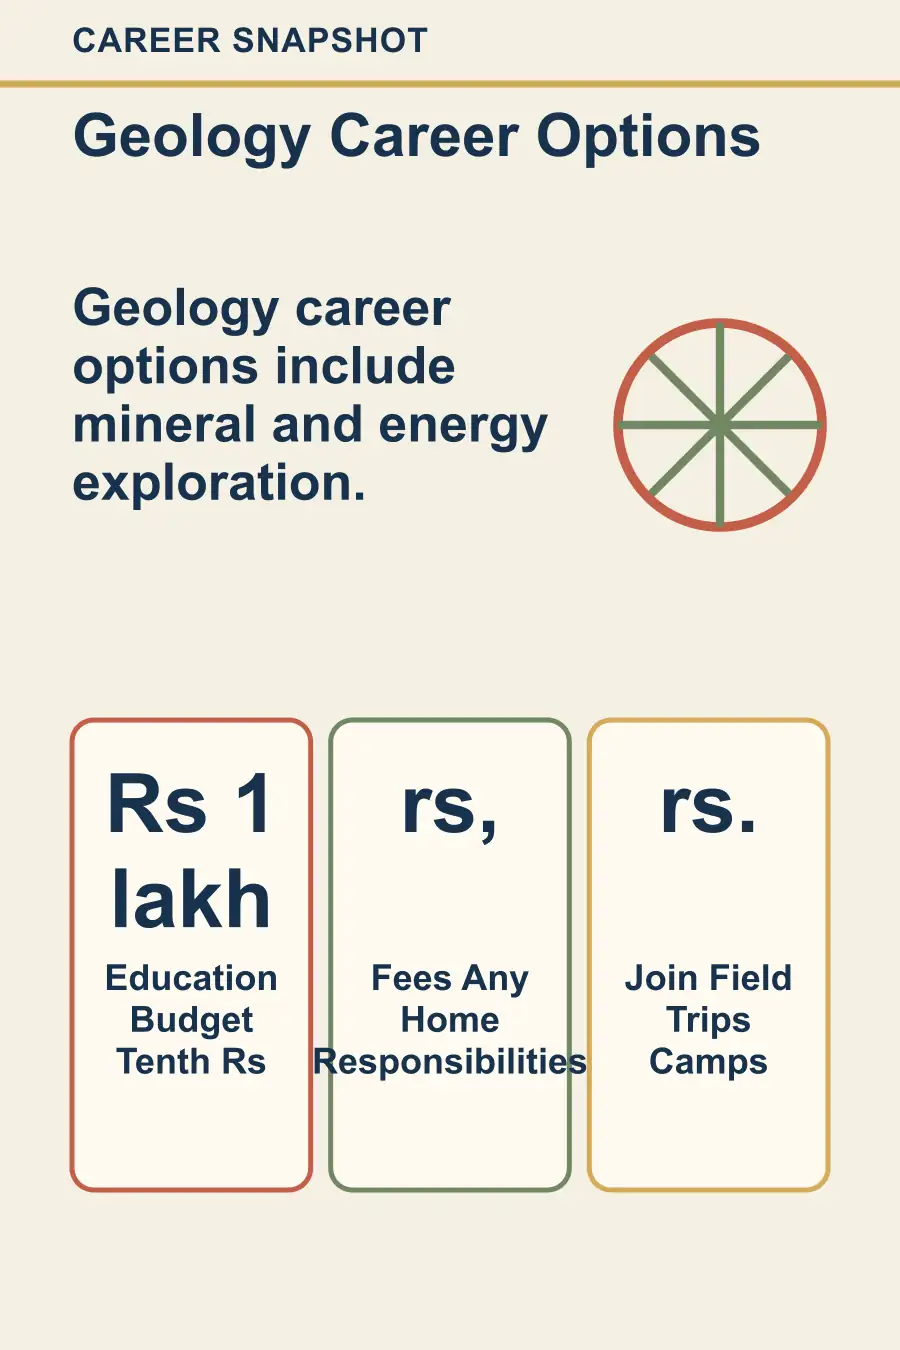 CAREER SNAPSHOT
Geology Career Options
Geology career
options include
mineral and energy
exploration.
Rs 1
lakh
Education
Budget
Tenth Rs
rs,
Fees Any
Home
Responsibilities
rs.
Join Field
Trips
Camps